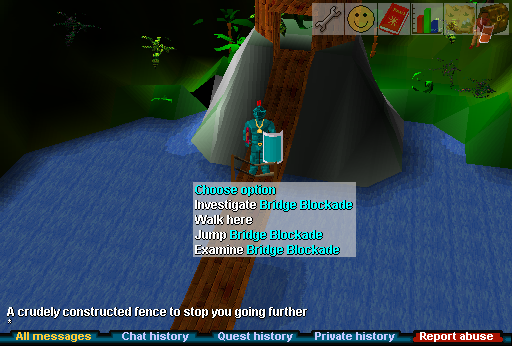 Choose option
Investigate Bridge Blockade
Walk here
Jump Bridge Blockade
Examine Bridge Blockade
A crudely constructed fence to stop you going further
*
All messages Chat history Quest history Private history Report abuse